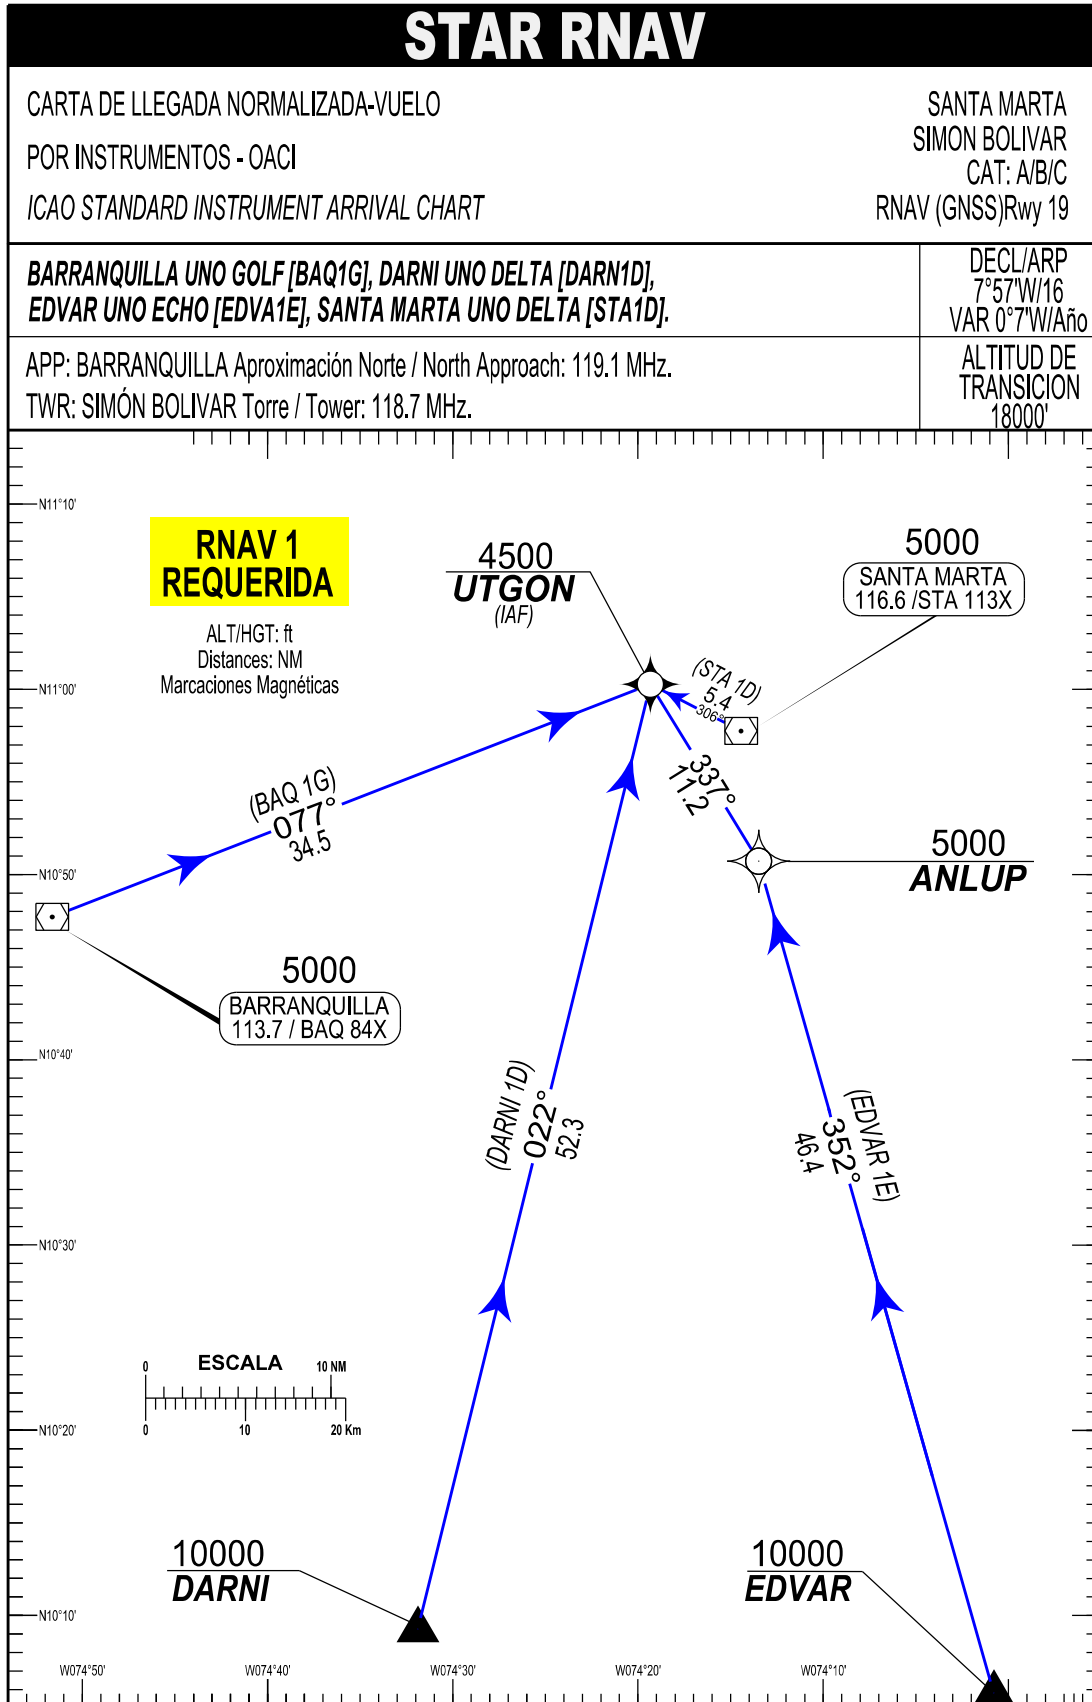 STAR RNAV
CARTA DE LLEGADA NORMALIZADA-VUELO
POR INSTRUMENTOS - OACI
ICAO STANDARD INSTRUMENT ARRIVAL CHART
SANTA MARTA
SIMON BOLIVAR
CAT: A/B/C
RNAV (GNSS)Rwy 19
BARRANQUILLA UNO GOLF [BAQ1G], DARNI UNO DELTA [DARN1D],
EDVAR UNO ECHO [EDVA1E], SANTA MARTA UNO DELTA [STA1D].
DECL/ARP
7°57'W/16
VAR 0°7'W/Año
APP: BARRANQUILLA Aproximación Norte / North Approach: 119.1 MHz.
TWR: SIMÓN BOLIVAR Torre / Tower: 118.7 MHz.
ALTITUD DE
TRANSICION
18000'
N11°10'
RNAV 1
REQUERIDA
ALT/HGT: ft
Distances: NM
Marcaciones Magnéticas
4500
UTGON
(IAF)
5000
SANTA MARTA
116.6 /STA 113X
N11°00'
(STA 1D)
5.4
306°
(BAQ 1G)
077°
34.5
337°
11.2
5000
ANLUP
N10°50'
5000
BARRANQUILLA
113.7 / BAQ 84X
N10°40'
(DARNI 1D)
022°
52.3
(EDVAR 1E)
352°
46.4
N10°30'
ESCALA
0
10 NM
0
10
20 Km
N10°20'
10000
DARNI
10000
EDVAR
N10°10'
W074°50'
W074°40'
W074°30'
W074°20'
W074°10'